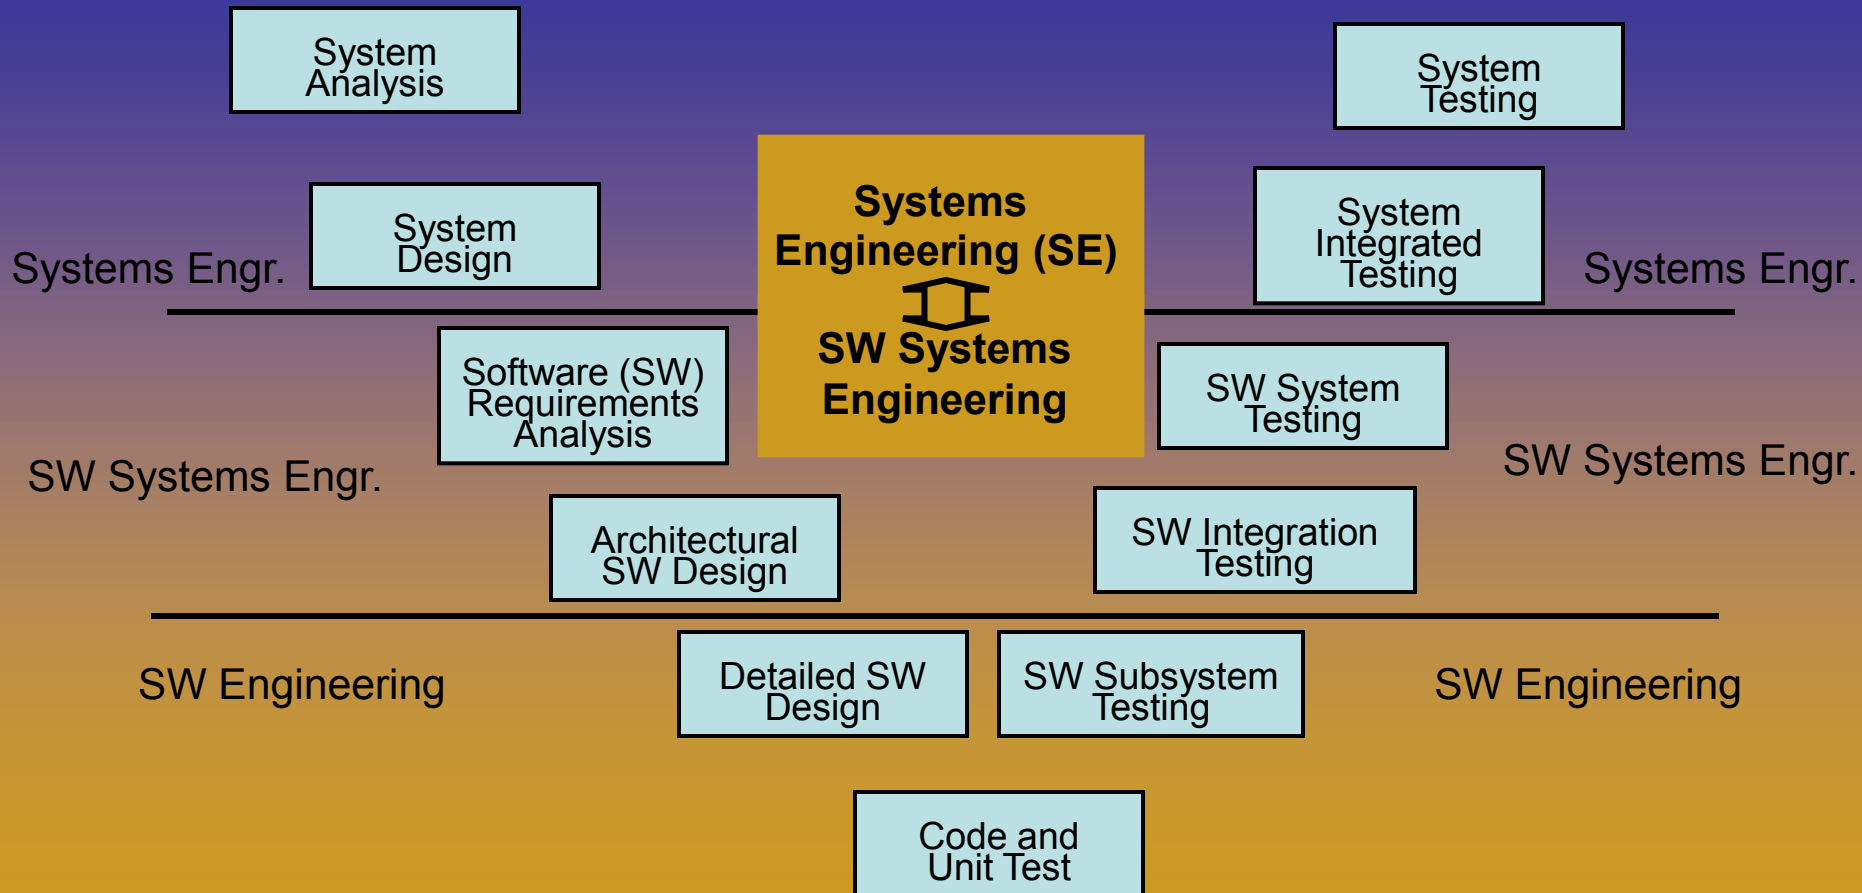 System
Analysis
System
Testing
Systems
Engineering (SE)
SW Systems
Engineering
System
Design
System
Integrated
Testing
Systems Engr.
Systems Engr.
Software (SW)
Requirements
Analysis
SW System
Testing
SW Systems Engr.
SW Systems Engr.
Architectural
SW Design
SW Integration
Testing
SW Engineering
Detailed SW
Design
SW Subsystem
Testing
SW Engineering
Code and
Unit Test